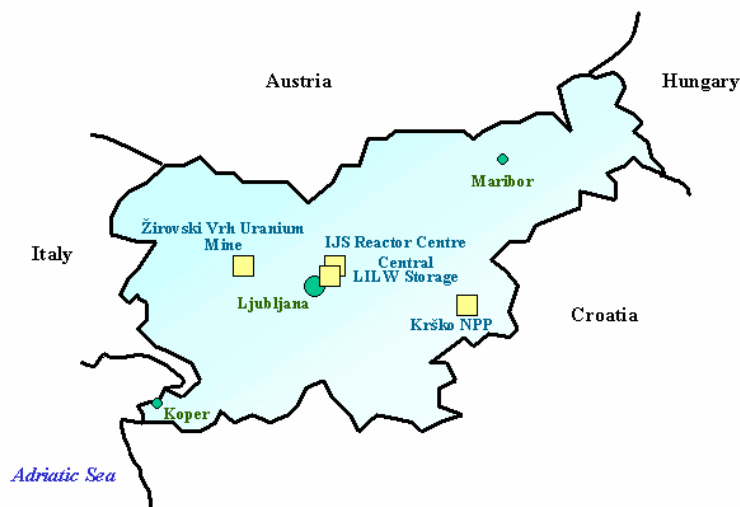 Austria
Hungary
Maribor
Žirovski Vrh Uranium
Mine
IJS Reactor Centre
Central
LILW Storage
Italy
Ljubljana
Krško NPP
Croatia
Koper
Adriatic Sea